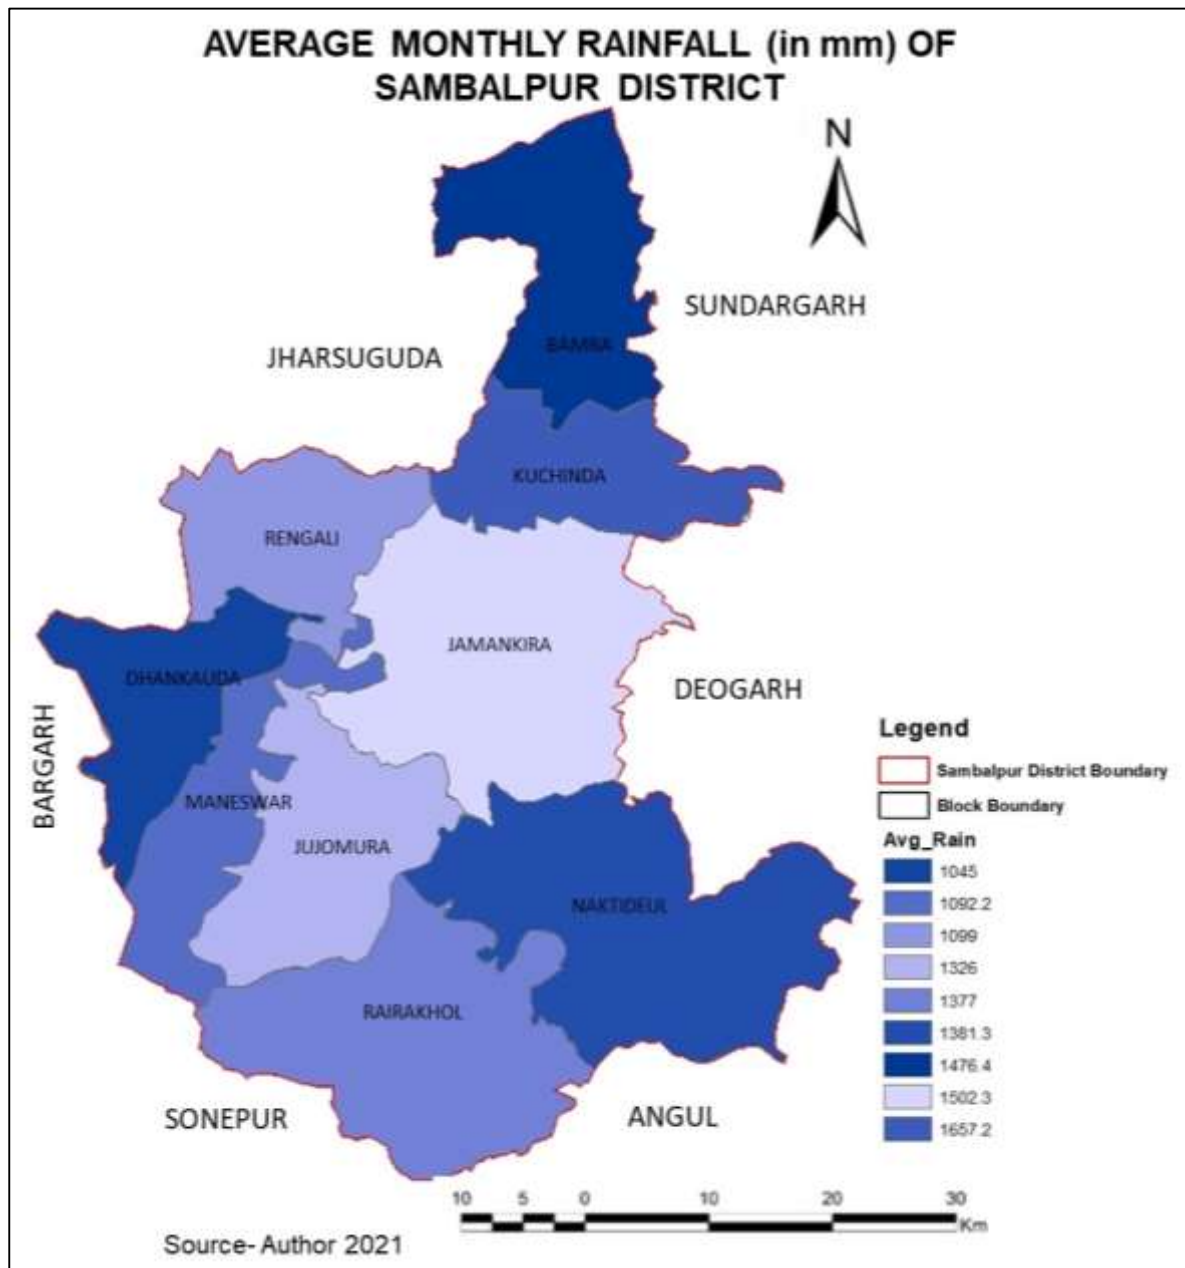 AVERAGE MONTHLY RAINFALL (in mm) OF
SAMBALPUR DISTRICT
N
SUNDARGARH
JHARSUGUDA
BAMBA
KUCHINDA
RENGALI
JAMANKIRA
DHANKAUDA
DEOGARH
BARGARH
MANESWAR
JUJOMURA
NAKTIDEUL
RAIRAKHOL
SONEPUR
ANGUL
Legend
Sambalpur District Boundary
Block Boundary
Avg_Rain
1045
1092.2
1099
1326
1377
1381.3
1476.4
1502.3
1657.2
10 5 0 10 20 30
Km
Source- Author 2021